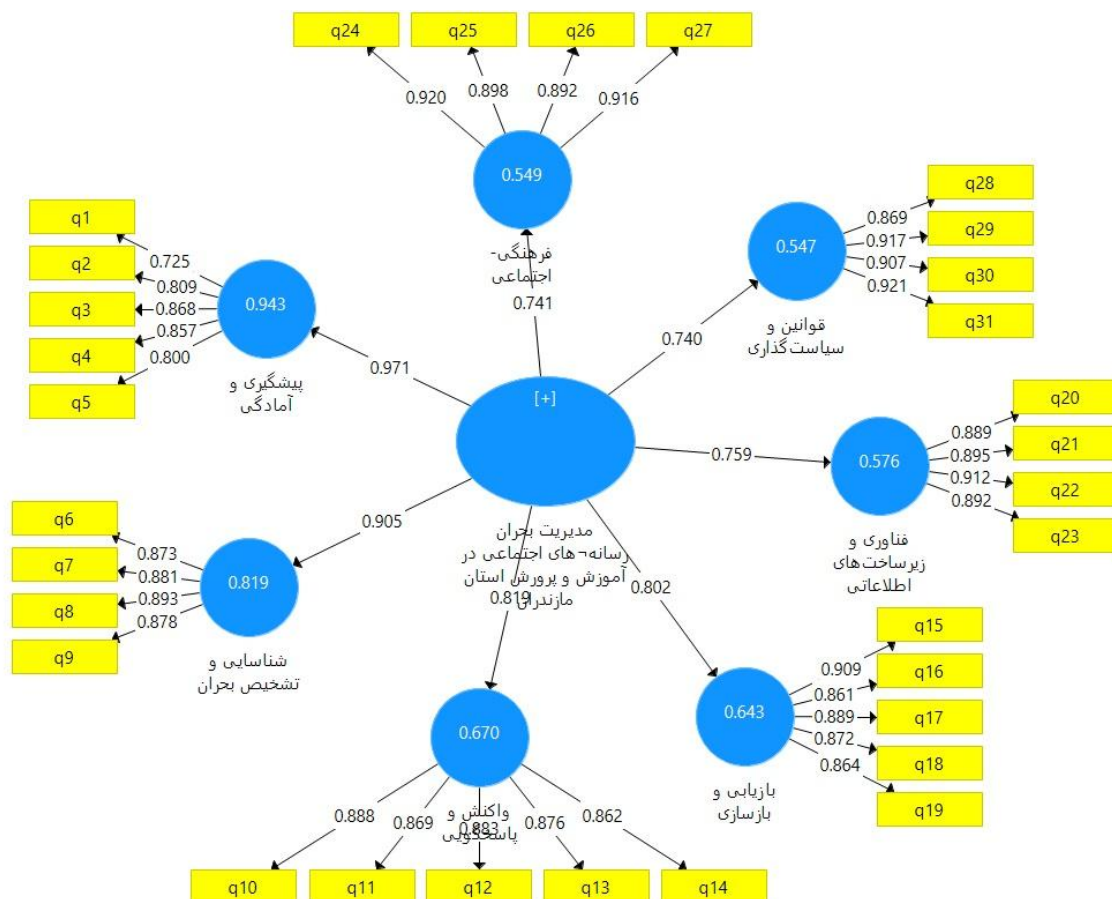 q24
q25
q26
q27
0.920
0.898
0.892
0.916
0.549
فرهنگی-
اجتماعی
0.741
q28
q29
q30
q31
0.869
0.917
0.907
0.921
0.547
قوانین و
سیاست‌گذاری
0.740
q1
q2
q3
q4
q5
0.725
0.809
0.868
0.857
0.800
0.943
پیشگیری و
آمادگی
0.971
[+]
مدیریت بحران
رسانه¬های اجتماعی در
آموزش و پرورش استان
مازندران
q20
q21
q22
q23
0.889
0.895
0.912
0.892
0.576
فناوری و
زیرساخت‌های
اطلاعاتی
0.759
q6
q7
q8
q9
0.873
0.881
0.893
0.878
0.819
شناسایی و
تشخیص بحران
0.905
0.819
0.802
q15
q16
q17
q18
q19
0.909
0.861
0.889
0.872
0.864
0.643
بازیابی و
بازسازی
0.670
واکنش و
پاسخگویی
0.888
0.869
0.883
0.876
0.862
q10
q11
q12
q13
q14